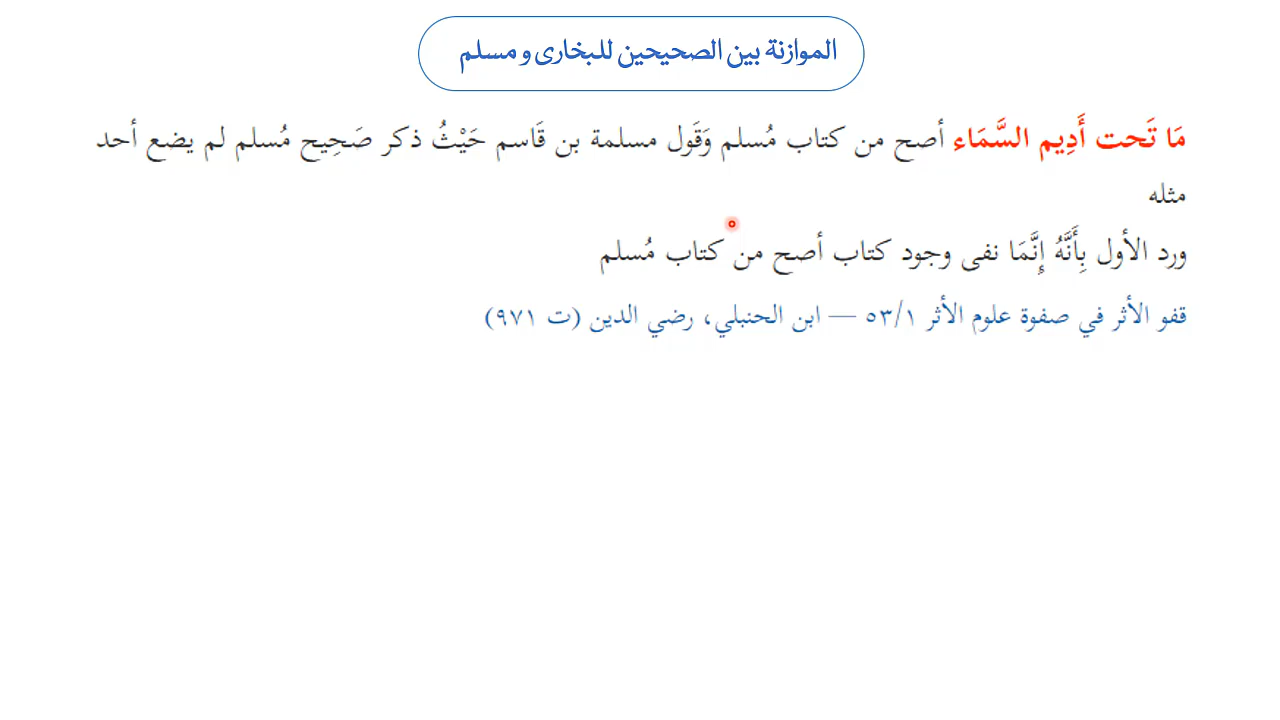 الموازنة بين الصحيحين للبخارى و مسلم
مَا تَحت أَدِيم السَّمَاء أصح من كتاب مُسلم وَقَول مسلمة بن قَاسم حَيْثُ ذكر صَحِيح مُسلم لم يضع أحد
مثله
ورد الأول بِأَنَّهُ إِنَّمَا نفى وجود كتاب أصح من كتاب مُسلم
قفو الأثر في صفوة علوم الأثر ٥٣/١ — ابن الحنبلي، رضي الدين (ت ٩٧١)